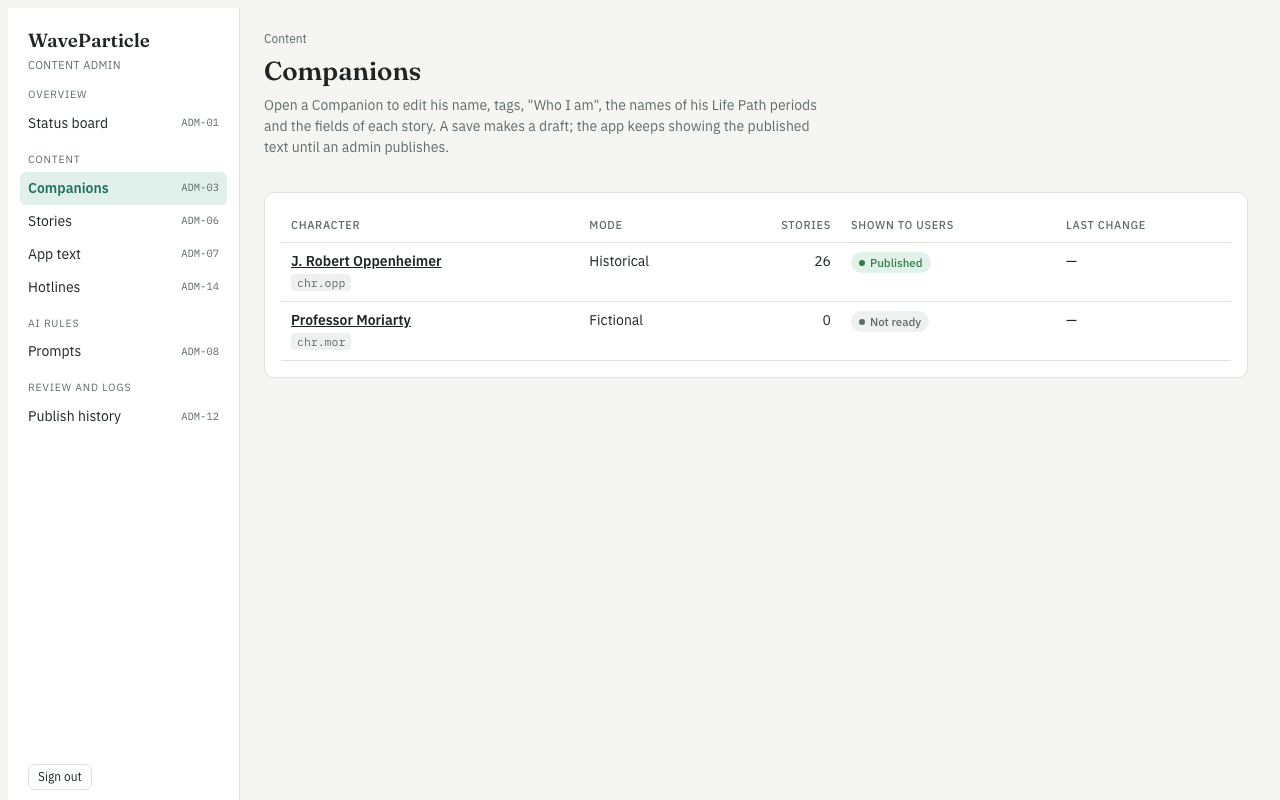 WaveParticle
CONTENT ADMIN
OVERVIEW
Status board ADM-01
CONTENT
Companions ADM-03
Stories ADM-06
App text ADM-07
Hotlines ADM-14
AI RULES
Prompts ADM-08
REVIEW AND LOGS
Publish history ADM-12
Sign out
Content
Companions
Open a Companion to edit his name, tags, "Who I am", the names of his Life Path periods
and the fields of each story. A save makes a draft; the app keeps showing the published
text until an admin publishes.
CHARACTER MODE STORIES SHOWN TO USERS LAST CHANGE
J. Robert Oppenheimer Historical 26 Published —
chr.opp
Professor Moriarty Fictional 0 Not ready —
chr.mor